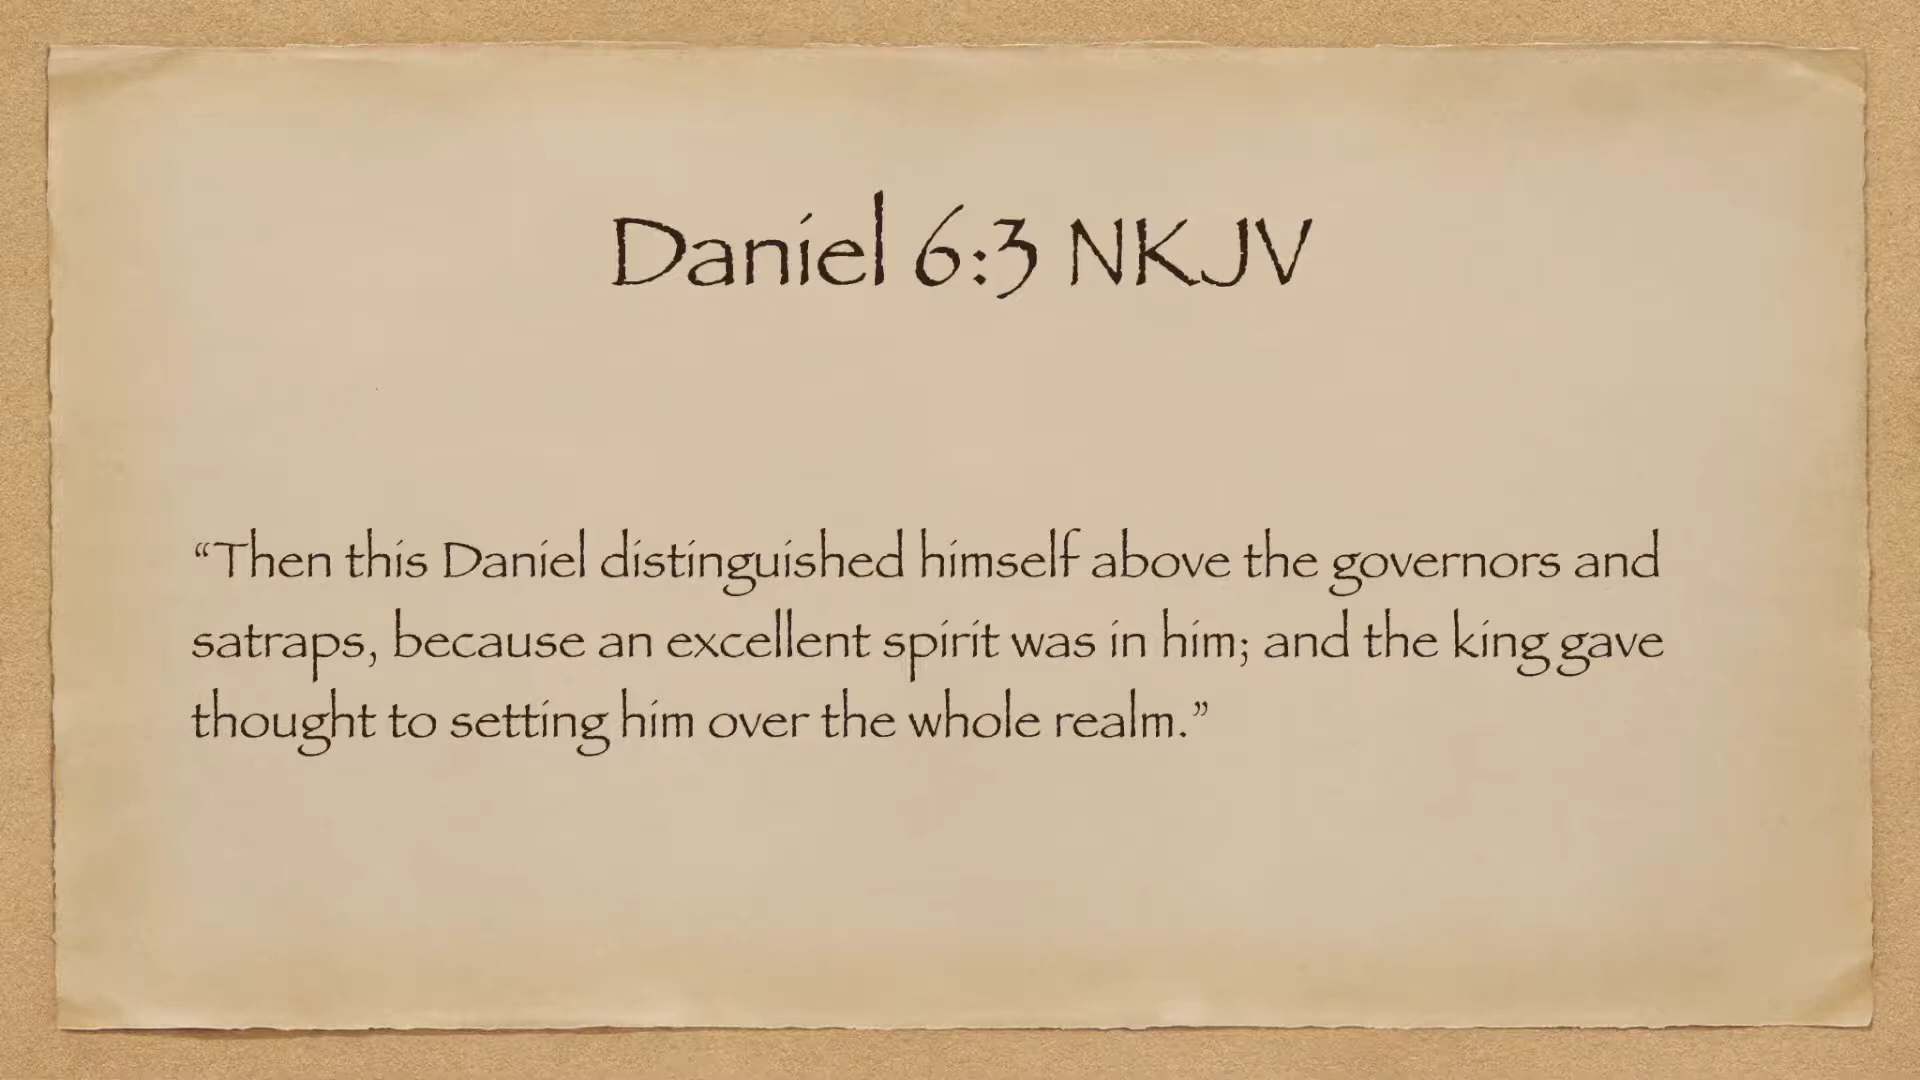 Daniel 6:3 NKJV
“Then this Daniel distinguished himself above the governors and
satraps, because an excellent spirit was in him; and the king gave
thought to setting him over the whole realm.”